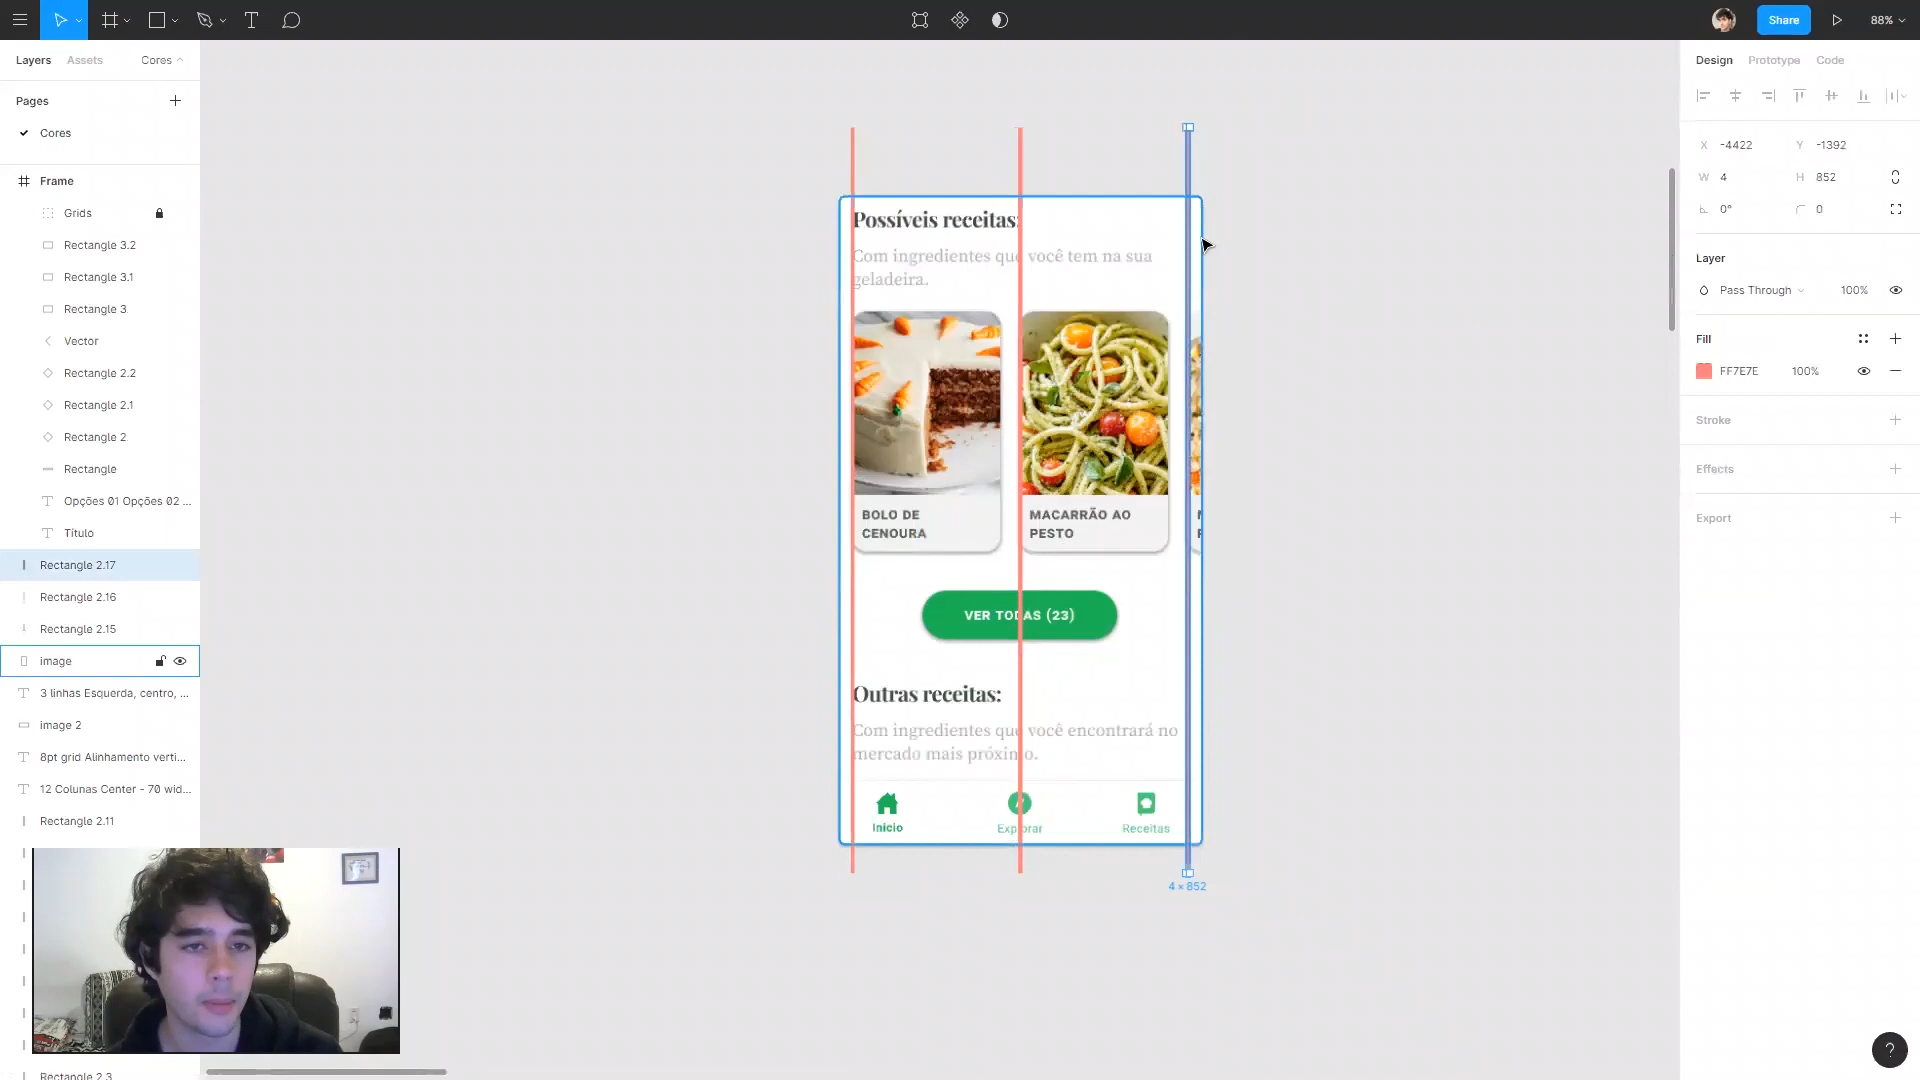 Share
88%
Layers
Assets
Cores
Pages
Cores
Frame
Grids
Rectangle 3.2
Rectangle 3.1
Rectangle 3
Vector
Rectangle 2.2
Rectangle 2.1
Rectangle 2
Rectangle
Opções 01 Opções 02 ...
Título
Rectangle 2.17
Rectangle 2.16
Rectangle 2.15
image
3 linhas Esquerda, centro, ...
image 2
8pt grid Alinhamento verti...
12 Colunas Center - 70 wid...
Rectangle 2.11
Rectangle 2.3
Possíveis receitas:
Com ingredientes que você tem na sua
geladeira.
BOLO DE
CENOURA
MACARRÃO AO
PESTO
VER TODAS (23)
Outras receitas:
Com ingredientes que você encontrará no
mercado mais próximo.
Início
Explorar
Receitas
4 × 852
Design
Prototype
Code
X -4422
Y -1392
W 4
H 852
0°
0
Layer
Pass Through
100%
Fill
FF7E7E
100%
Stroke
Effects
Export
?